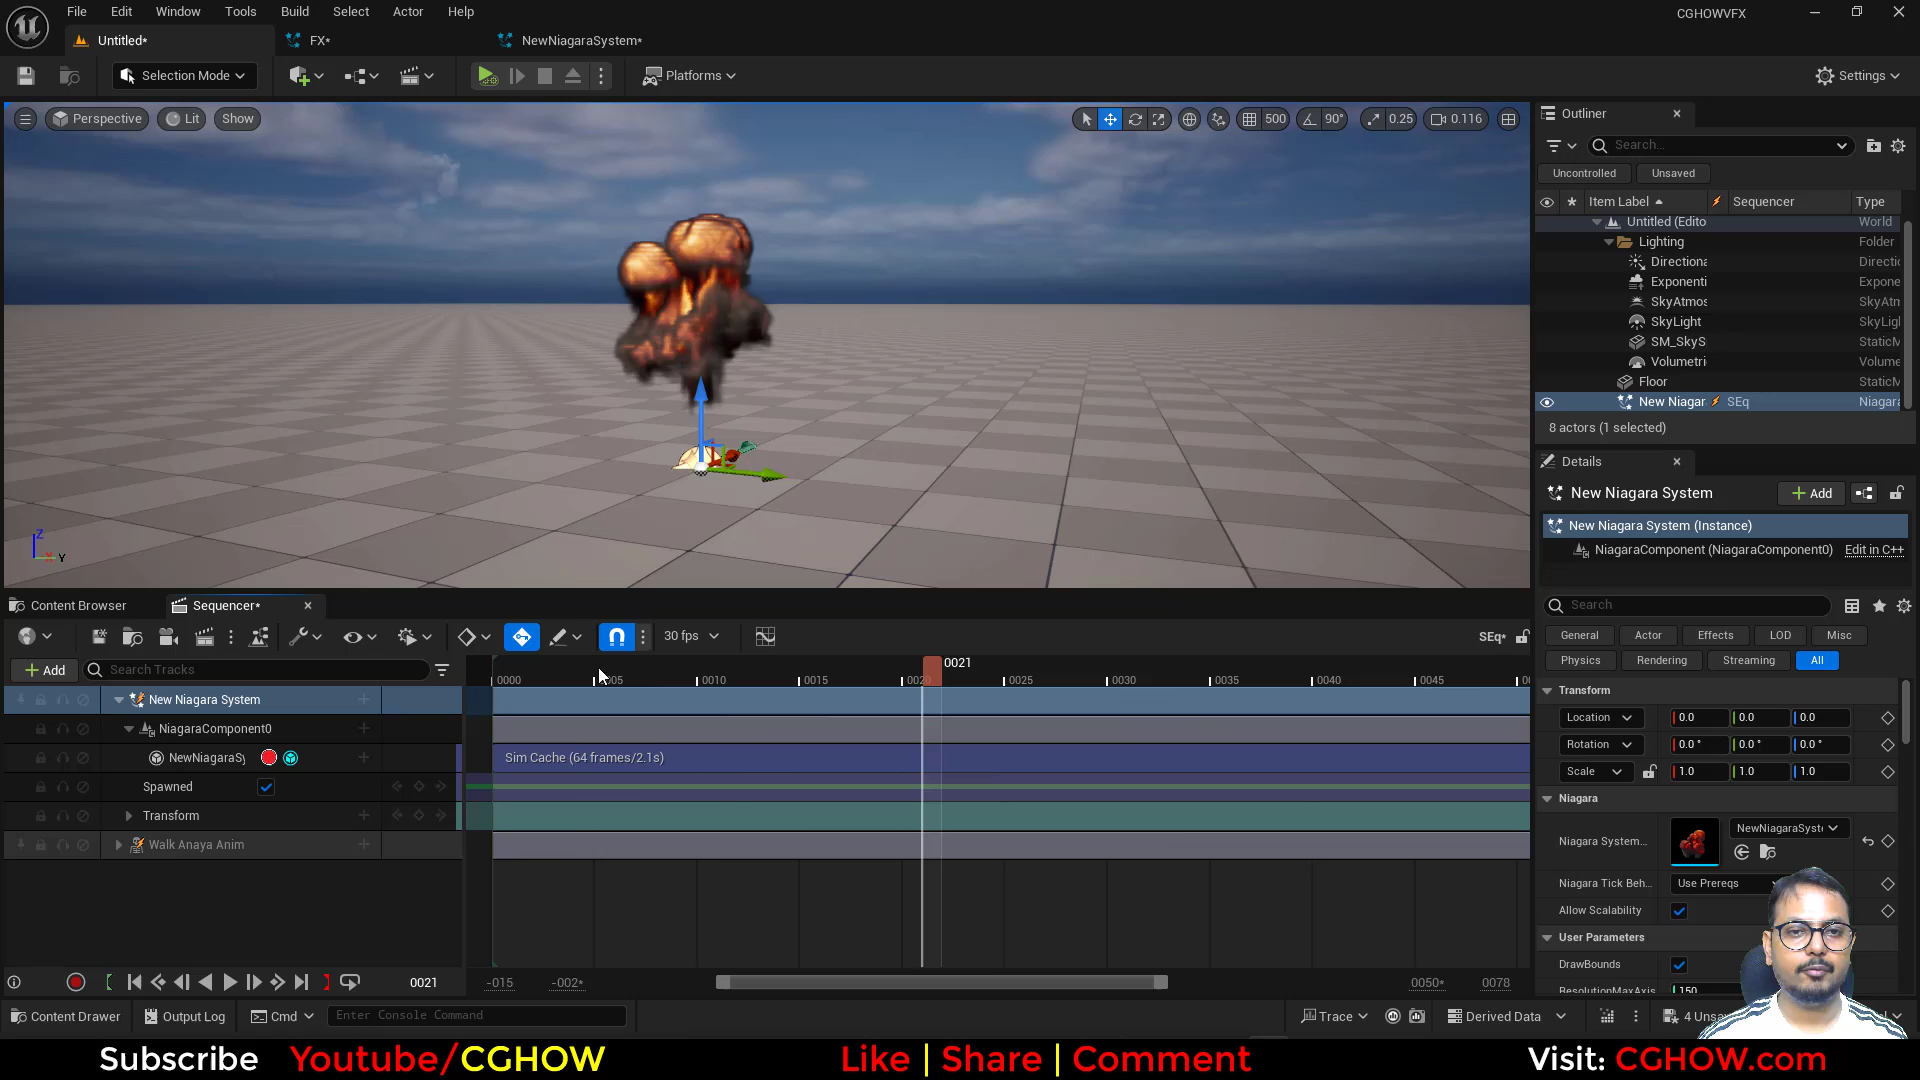 File Edit Window Tools Build Select Actor Help
CGHOWVFX
Untitled* FX* NewNiagaraSystem*
Selection Mode
Platforms
Settings
Perspective Lit Show
500 90° 0.25 0.116
Z
X Y
Outliner
Search...
Uncontrolled Unsaved
Item Label Sequencer Type
Untitled (Edito World
Lighting Folder
Directiona Directio
Exponenti Expone
SkyAtmos SkyAtm
SkyLight SkyLigh
SM_SkyS StaticM
Volumetri Volume
Floor StaticM
New Niagar SEq Niagara
8 actors (1 selected)
Details
New Niagara System
Add
New Niagara System (Instance)
NiagaraComponent (NiagaraComponent0) Edit in C++
Search
General Actor Effects LOD Misc
Physics Rendering Streaming All
Transform
Location 0.0 0.0 0.0
Rotation 0.0 ° 0.0 ° 0.0 °
Scale 1.0 1.0 1.0
Niagara
Niagara System... NewNiagaraSyst
Niagara Tick Beh... Use Prereqs
Allow Scalability
User Parameters
DrawBounds
ResolutionMaxAxis 150
Content Browser Sequencer*
30 fps SEq*
Add Search Tracks
0021
0000 0005 0010 0015 0020 0025 0030 0035 0040 0045
New Niagara System
NiagaraComponent0
NewNiagaraSy
Sim Cache (64 frames/2.1s)
Spawned
Transform
Walk Anaya Anim
0021 -015 -002* 0050* 0078
Content Drawer Output Log Cmd Enter Console Command
Trace Derived Data 4 Unsa
Subscribe Youtube/CGHOW Like | Share | Comment Visit: CGHOW.com